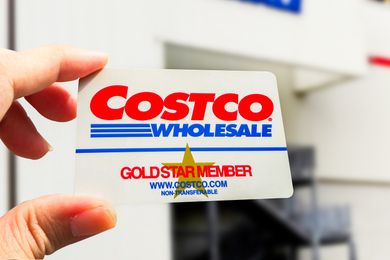 COSTCO
WHOLESALE
GOLD STAR MEMBER
WWW.COSTCO.COM
NON-TRANSFERABLE